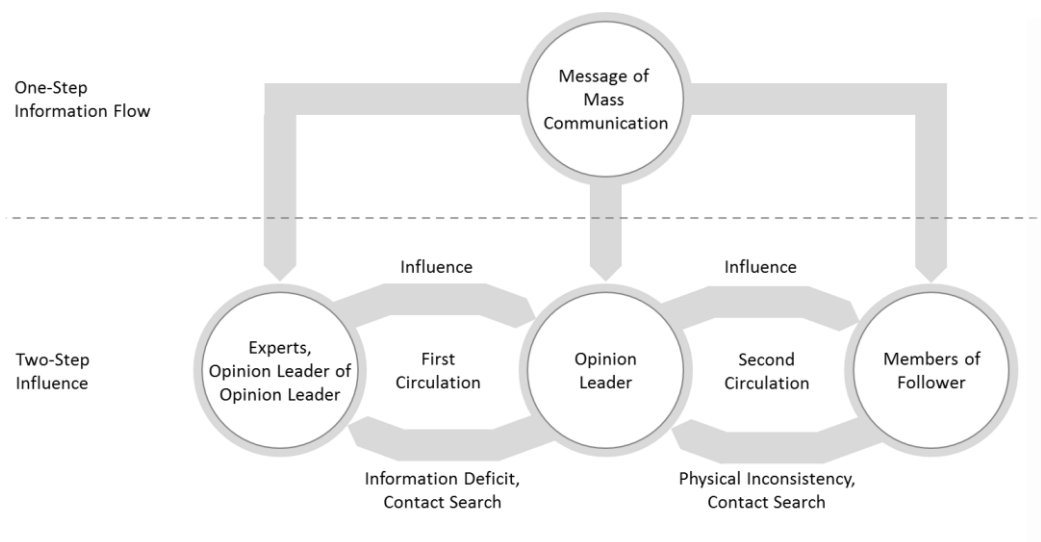 One-Step
Information Flow
Message of
Mass
Communication
Influence
Influence
Two-Step
Influence
Experts,
Opinion Leader of
Opinion Leader
First
Circulation
Opinion
Leader
Second
Circulation
Members of
Follower
Information Deficit,
Contact Search
Physical Inconsistency,
Contact Search